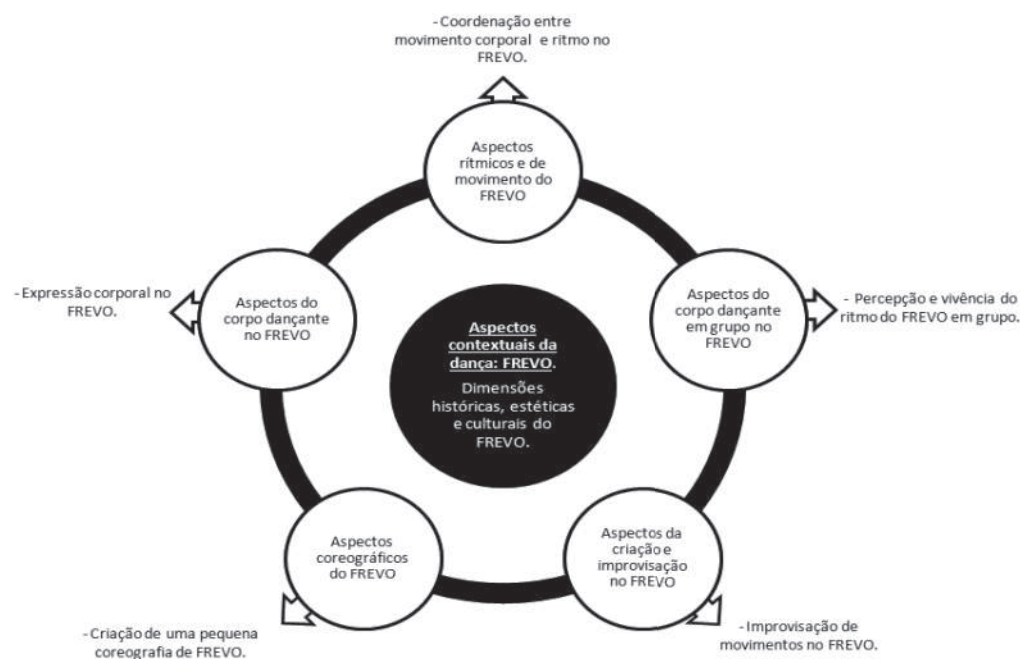 - Coordenação entre
movimento corporal e ritmo no
FREVO.
Aspectos
rítmicos e de
movimento do
FREVO
- Expressão corporal no
FREVO.
Aspectos do
corpo dançante
no FREVO
Aspectos do
corpo dançante
em grupo no
FREVO
- Percepção e vivência do
ritmo do FREVO em grupo.
Aspectos
contextuais da
dança: FREVO.
Dimensões
históricas, estéticas
e culturais do
FREVO.
Aspectos
coreográficos
do FREVO
Aspectos da
criação e
improvisação
no FREVO
- Criação de uma pequena
coreografia de FREVO.
- Improvisação de
movimentos no FREVO.